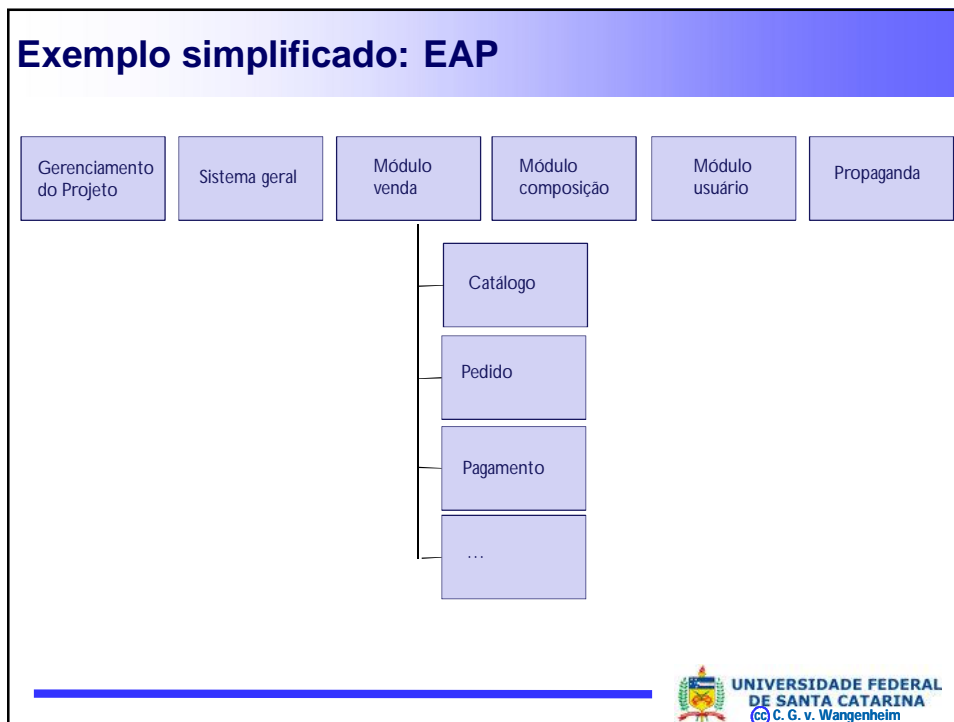 Exemplo simplificado: EAP
Gerenciamento
do Projeto
Sistema geral
Módulo
venda
Módulo
composição
Módulo
usuário
Propaganda
Catálogo
Pedido
Pagamento
...
UNIVERSIDADE FEDERAL
DE SANTA CATARINA
(cc) C. G. v. Wangenheim